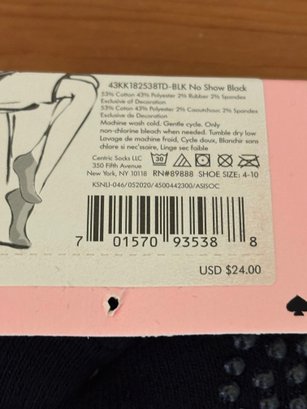 43KK182538TD-BLK No Show Black
53% Cotton 43% Polyester 2% Rubber 2% Spandex
Exclusive of Decoration
53% Cotton 43% Polyester 2% Caoutchouc 2% Spandex
Exclusive de Decoration
Machine wash cold. Gentle cycle. Only
non-chlorine bleach when needed. Tumble dry low
Lavage de machine froid, Cycle doux, Blanchir sans
chlore si nec'ssaire, Linge sec faible
Centric Socks LLC
350 Fifth Avenue
New York, NY 10118
30
RN#89888 SHOE SIZE: 4-10
KSNU-046/052020/4500442300/ASISOC
7 01570 93538 8
USD $24.00